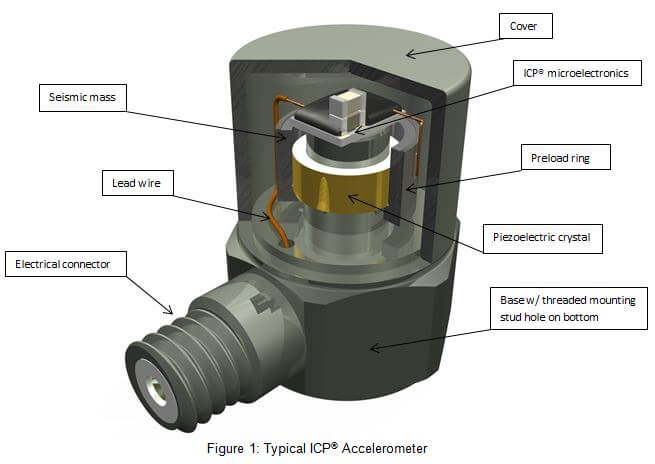 Cover
ICP® microelectronics
Seismic mass
Preload ring
Lead wire
Piezoelectric crystal
Electrical connector
Base w/ threaded mounting
stud hole on bottom
Figure 1: Typical ICP® Accelerometer